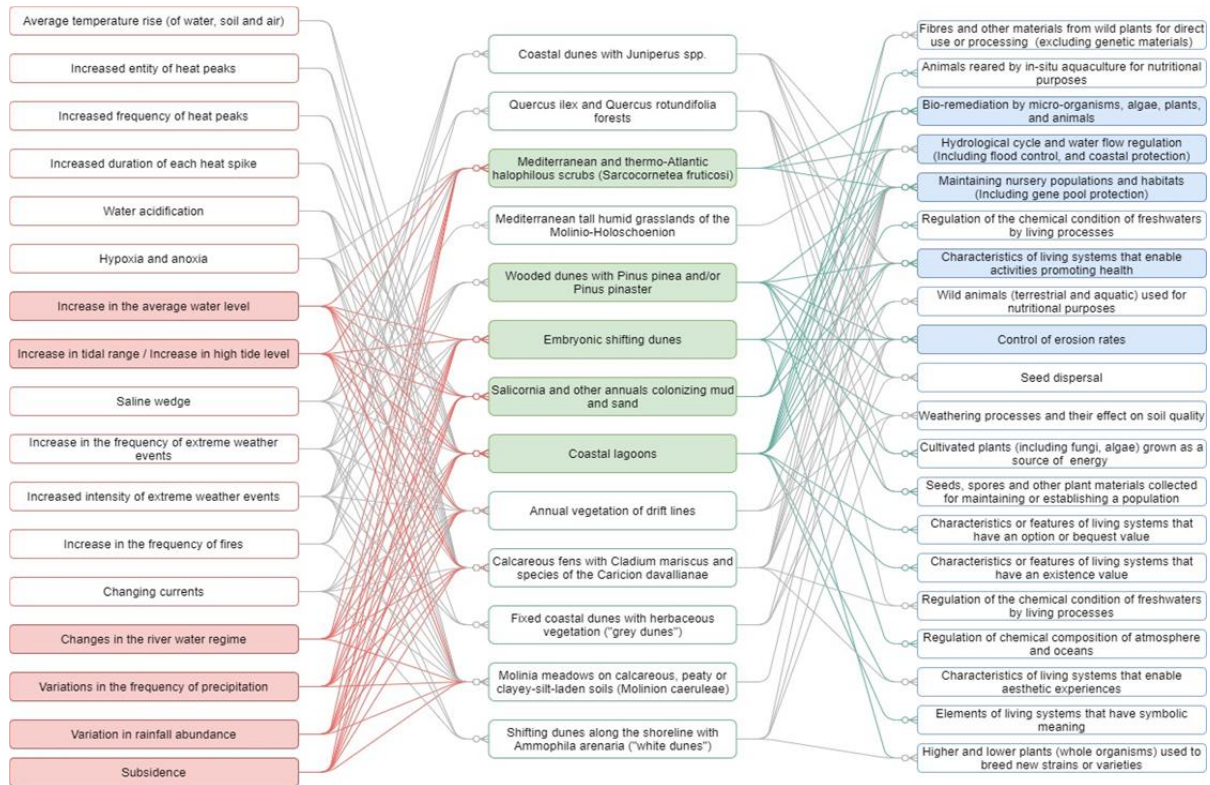 Average temperature rise (of water, soil and air)
Increased entity of heat peaks
Increased frequency of heat peaks
Increased duration of each heat spike
Water acidification
Hypoxia and anoxia
Increase in the average water level
Increase in tidal range / Increase in high tide level
Saline wedge
Increase in the frequency of extreme weather
events
Increased intensity of extreme weather events
Increase in the frequency of fires
Changing currents
Changes in the river water regime
Variations in the frequency of precipitation
Variation in rainfall abundance
Subsidence
Coastal dunes with Juniperus spp.
Quercus ilex and Quercus rotundifolia
forests
Mediterranean and thermo-Atlantic
halophilous scrubs (Sarcocornetea fruticosi)
Mediterranean tall humid grasslands of the
Molinio-Holoschoenion
Wooded dunes with Pinus pinea and/or
Pinus pinaster
Embryonic shifting dunes
Salicornia and other annuals colonizing mud
and sand
Coastal lagoons
Annual vegetation of drift lines
Calcareous fens with Cladium mariscus and
species of the Caricion davallianae
Fixed coastal dunes with herbaceous
vegetation ("grey dunes")
Molinia meadows on calcareous, peaty or
clayey-silt-laden soils (Molinion caeruleae)
Shifting dunes along the shoreline with
Ammophila arenaria ("white dunes")
Fibres and other materials from wild plants for direct
use or processing (excluding genetic materials)
Animals reared by in-situ aquaculture for nutritional
purposes
Bio-remediation by micro-organisms, algae, plants,
and animals
Hydrological cycle and water flow regulation
(Including flood control, and coastal protection)
Maintaining nursery populations and habitats
(Including gene pool protection)
Regulation of the chemical condition of freshwaters
by living processes
Characteristics of living systems that enable
activities promoting health
Wild animals (terrestrial and aquatic) used for
nutritional purposes
Control of erosion rates
Seed dispersal
Weathering processes and their effect on soil quality
Cultivated plants (including fungi, algae) grown as a
source of energy
Seeds, spores and other plant materials collected
for maintaining or establishing a population
Characteristics or features of living systems that
have an option or bequest value
Characteristics or features of living systems that
have an existence value
Regulation of the chemical condition of freshwaters
by living processes
Regulation of chemical composition of atmosphere
and oceans
Characteristics of living systems that enable
aesthetic experiences
Elements of living systems that have symbolic
meaning
Higher and lower plants (whole organisms) used to
breed new strains or varieties